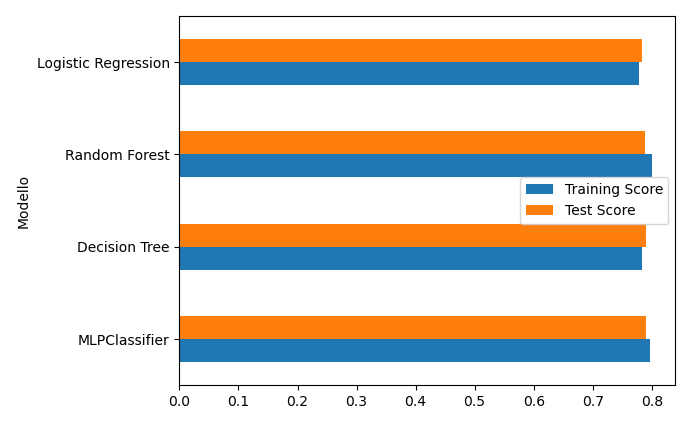 Logistic Regression
Random Forest
Training Score
Test Score
Modello
Decision Tree
MLPClassifier
0.0 0.1 0.2 0.3 0.4 0.5 0.6 0.7 0.8